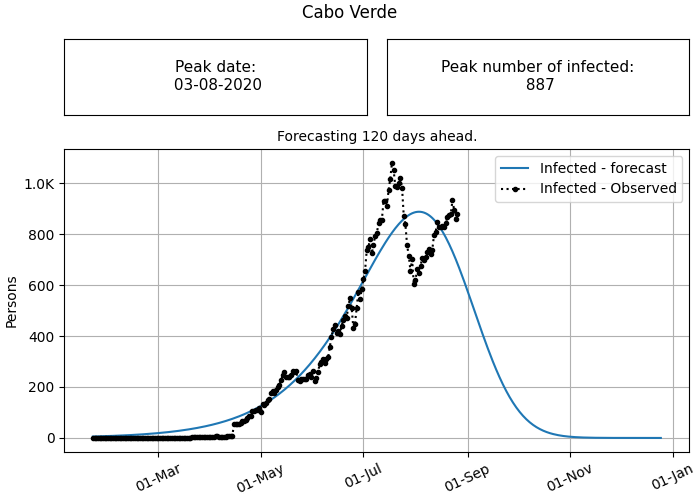 Cabo Verde
Peak date:
03-08-2020
Peak number of infected:
887
Forecasting 120 days ahead.
Infected - forecast
Infected - Observed
1.0K
800
600
400
200
0
Persons
01-Mar
01-May
01-Jul
01-Sep
01-Nov
01-Jan